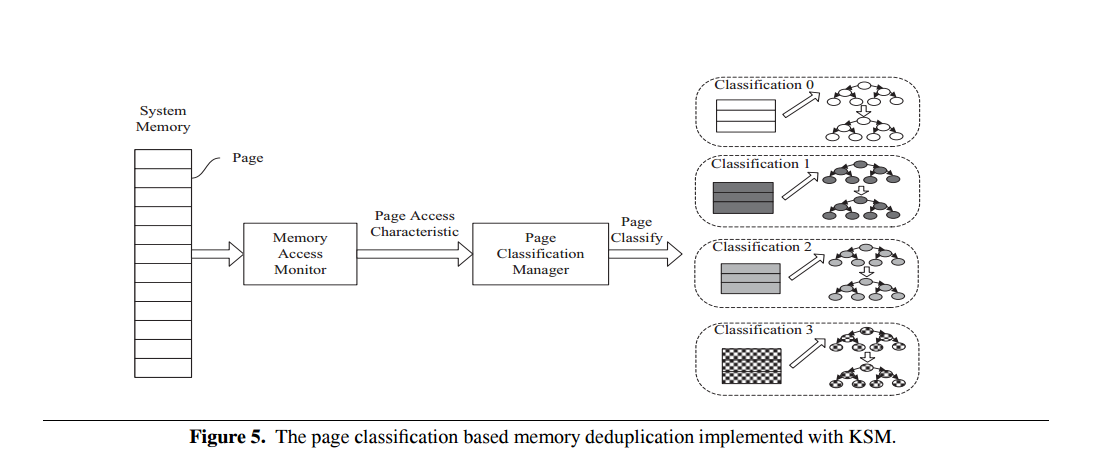 System
Memory
Page
Memory
Access
Monitor
Page Access
Characteristic
Page
Classification
Manager
Page
Classify
Classification 0
Classification 1
Classification 2
Classification 3
Figure 5. The page classification based memory deduplication implemented with KSM.